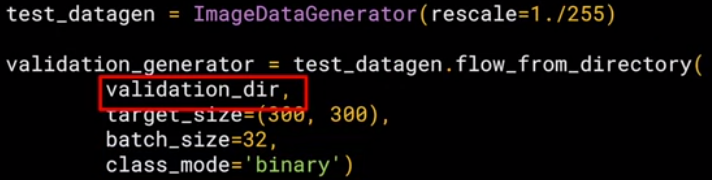 test_datagen = ImageDataGenerator(rescale=1./255)
validation_generator = test_datagen.flow_from_directory(
validation_dir,
target_size=(300, 300),
batch_size=32,
class_mode='binary')